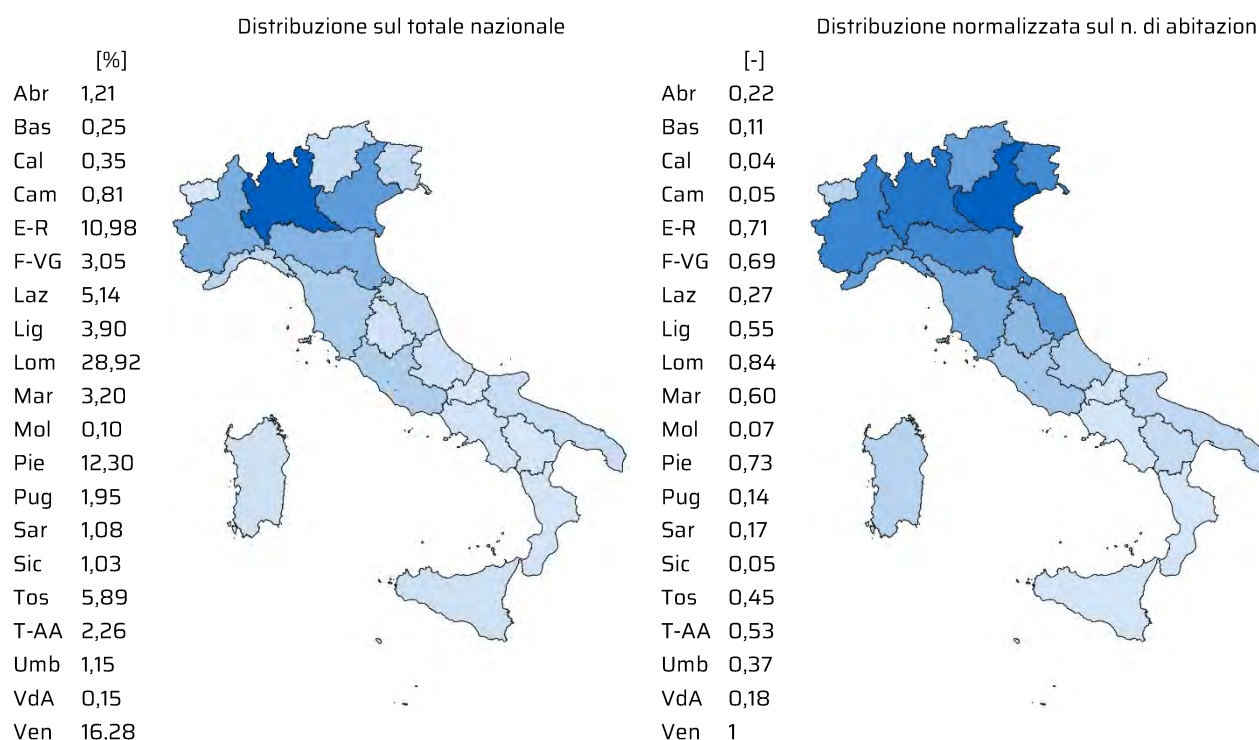 Distribuzione sul totale nazionale
[%]
Abr 1,21
Bas 0,25
Cal 0,35
Cam 0,81
E-R 10,98
F-VG 3,05
Laz 5,14
Lig 3,90
Lom 28,92
Mar 3,20
Mol 0,10
Pie 12,30
Pug 1,95
Sar 1,08
Sic 1,03
Tos 5,89
T-AA 2,26
Umb 1,15
VdA 0,15
Ven 16,28
Distribuzione normalizzata sul n. di abitazion
[-]
Abr 0,22
Bas 0,11
Cal 0,04
Cam 0,05
E-R 0,71
F-VG 0,69
Laz 0,27
Lig 0,55
Lom 0,84
Mar 0,60
Mol 0,07
Pie 0,73
Pug 0,14
Sar 0,17
Sic 0,05
Tos 0,45
T-AA 0,53
Umb 0,37
VdA 0,18
Ven 1